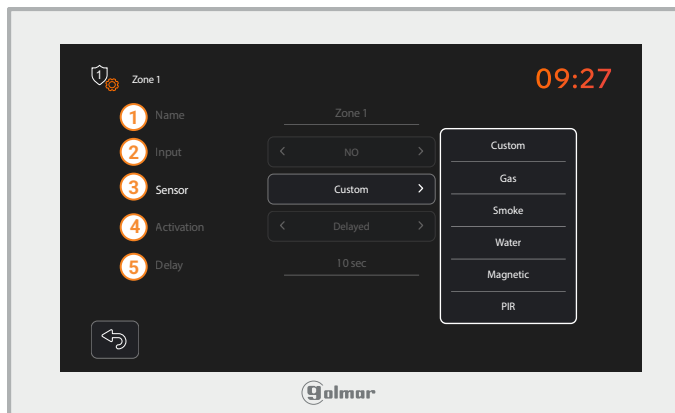 1
Zone 1
09:27
1 Name Zone 1
2 Input < NO >
3 Sensor Custom >
4 Activation < Delayed >
5 Delay 10 sec
Custom
Gas
Smoke
Water
Magnetic
PIR
golmar